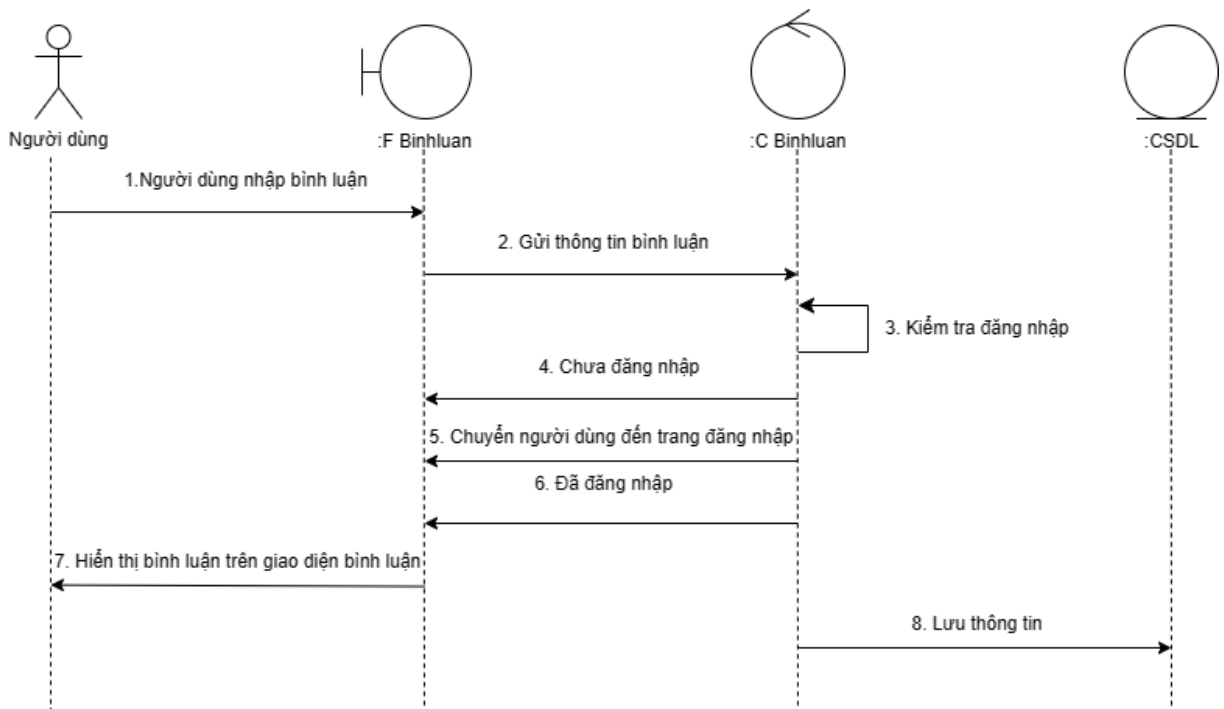 Người dùng
:F Binhluan
:C Binhluan
:CSDL
1.Người dùng nhập bình luận
2. Gửi thông tin bình luận
3. Kiểm tra đăng nhập
4. Chưa đăng nhập
5. Chuyển người dùng đến trang đăng nhập
6. Đã đăng nhập
7. Hiển thị bình luận trên giao diện bình luận
8. Lưu thông tin